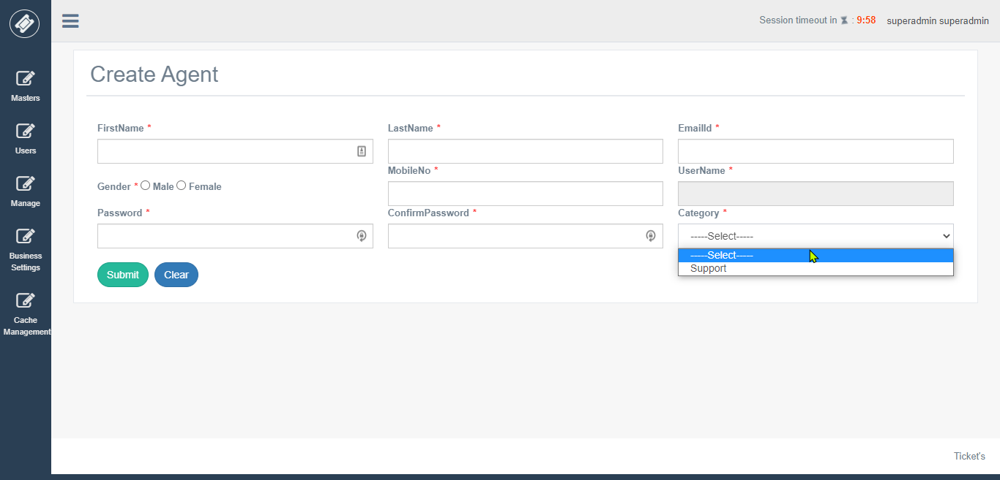 Session timeout in : 9:58 superadmin superadmin
Masters
Users
Manage
Business
Settings
Cache
Management
Create Agent
FirstName * LastName * EmailId *
Gender * Male Female MobileNo * UserName *
Password * ConfirmPassword * Category *
-----Select-----
-----Select-----
Support
Submit Clear
Ticket's